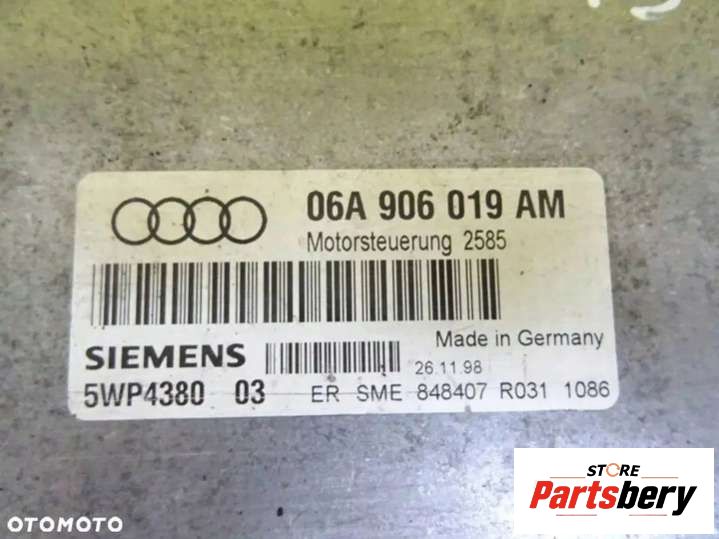 06A 906 019 AM
Motorsteuerung 2585
Made in Germany
SIEMENS
26.11.98
5WP4380 03 ER SME 848407 R031 1086
STORE
Partsbery
OTOMOTO